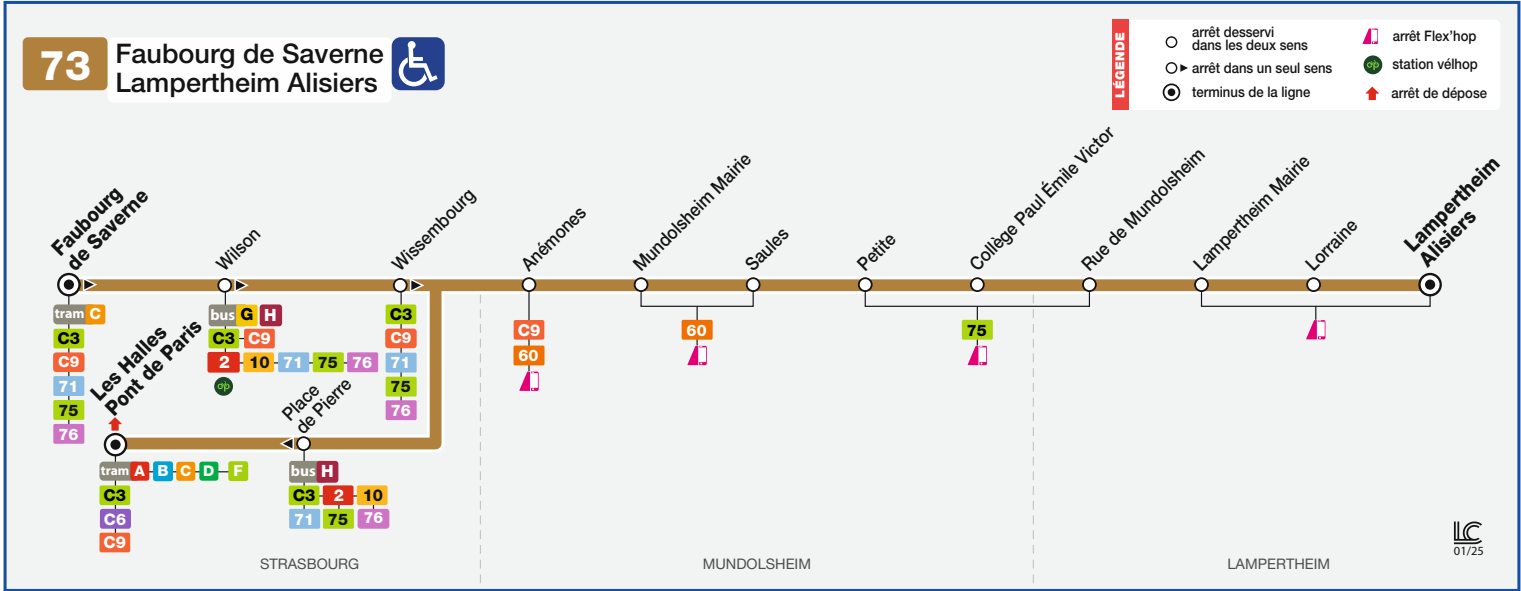 73
Faubourg de Saverne
Lampertheim Alisiers
LÉGENDE
arrêt desservi
dans les deux sens
arrêt dans un seul sens
terminus de la ligne
arrêt Flex'hop
station vélhop
arrêt de dépose
Faubourg
de Saverne
Wilson
Wissembourg
Anémones
Mundolsheim Mairie
Saules
Petite
Collège Paul Émile Victor
Rue de Mundolsheim
Lampertheim Mairie
Lorraine
Lampertheim
Alisiers
tram C
C3
C9
71
75
76
bus G H
C3 C9
2 10 71 75 76
C3
C9
71
75
76
C9
60
60
75
Les Halles
Pont de Paris
Place
de Pierre
tram A B C D F
C3
C6
C9
bus H
C3 2 10
71 75 76
STRASBOURG
MUNDOLSHEIM
LAMPERTHEIM
LC
01/25